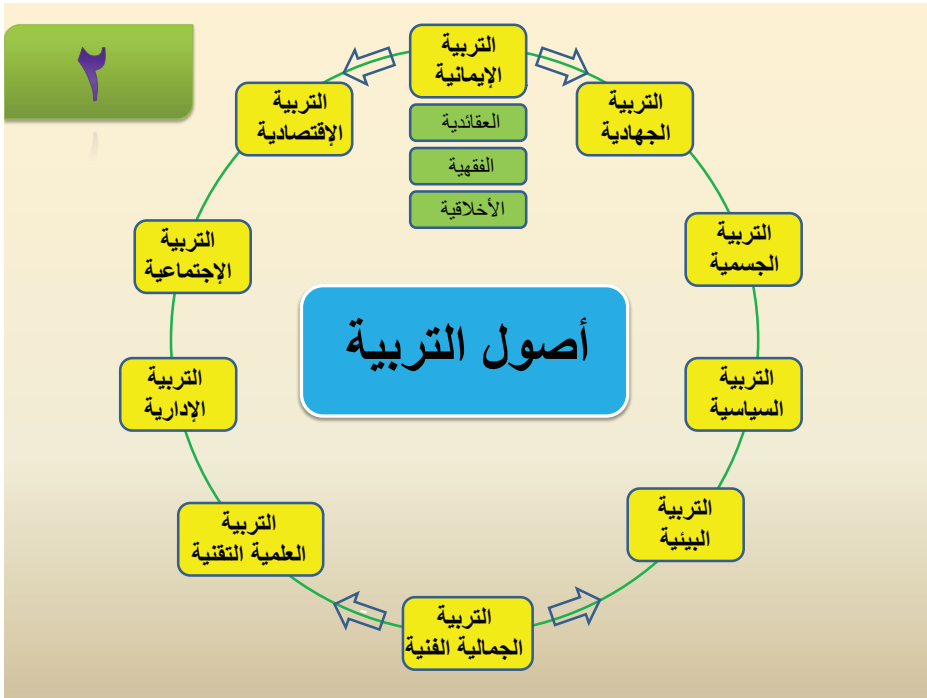 ٢
أصول التربية
التربية
الإيمانية
العقائدية
الفقهية
الأخلاقية
التربية
الجهادية
التربية
الجسمية
التربية
السياسية
التربية
البيئية
التربية
الجمالية الفنية
التربية
العلمية التقنية
التربية
الإدارية
التربية
الإجتماعية
التربية
الإقتصادية